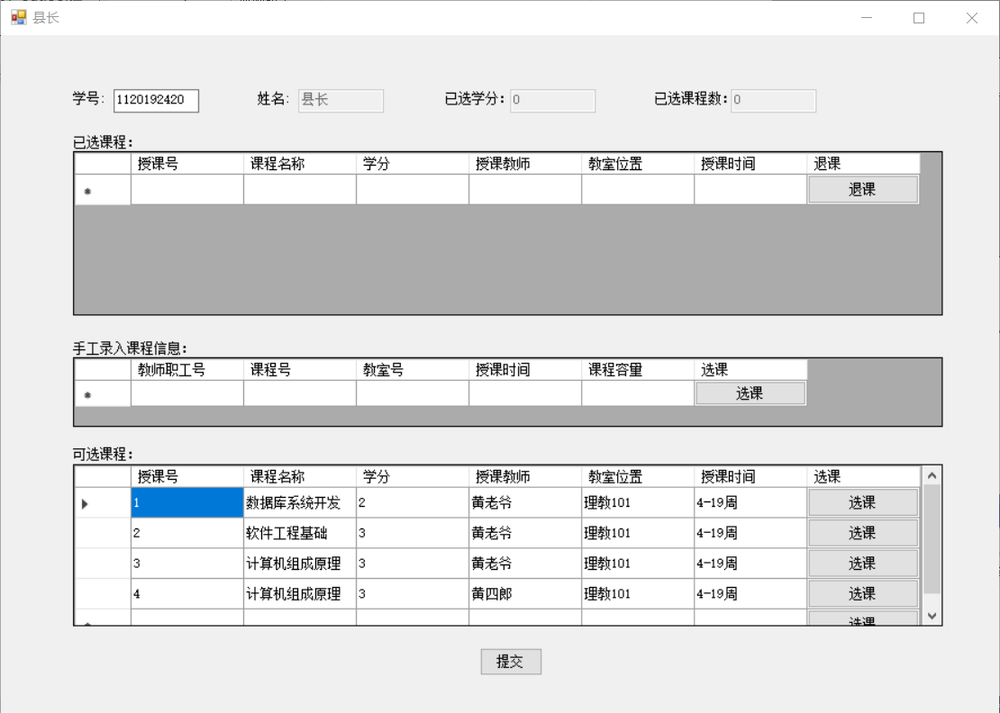 县长
学号: 1120192420 姓名: 县长 已选学分: 0 已选课程数: 0
已选课程:
授课号 课程名称 学分 授课教师 教室位置 授课时间 退课
退课
手工录入课程信息:
教师职工号 课程号 教室号 授课时间 课程容量 选课
选课
可选课程:
授课号 课程名称 学分 授课教师 教室位置 授课时间 选课
1 数据库系统开发 2 黄老爷 理教101 4-19周 选课
2 软件工程基础 3 黄老爷 理教101 4-19周 选课
3 计算机组成原理 3 黄老爷 理教101 4-19周 选课
4 计算机组成原理 3 黄四郎 理教101 4-19周 选课
选课
提交